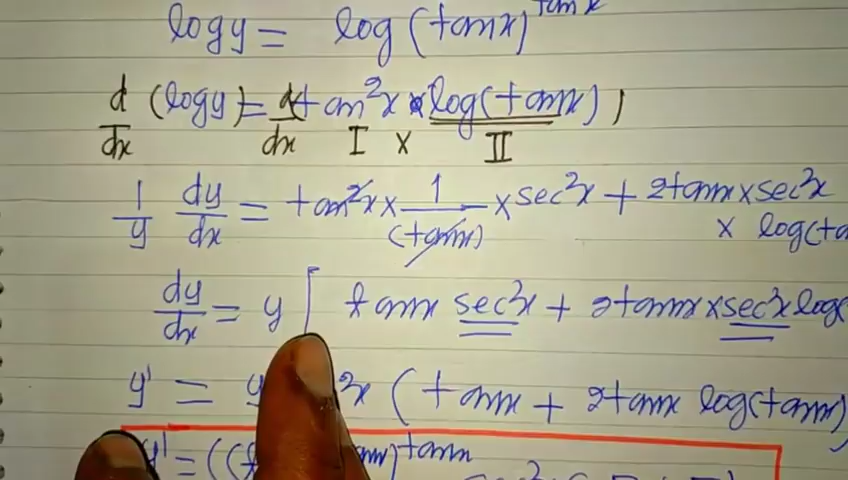 log y = log (tan x)^tan x
d/dx (log y) = d/dx tan²x × log(tan x) )
I × II
1/y dy/dx = tan²x × 1/(tan x) × sec²x + 2tan x × sec²x
× log(ta
dy/dx = y [ tan x sec²x + 2tan x × sec²x log(
y' = y ²x ( tan x + 2tan x log(tan x)
y' = (( tan x)^tan x